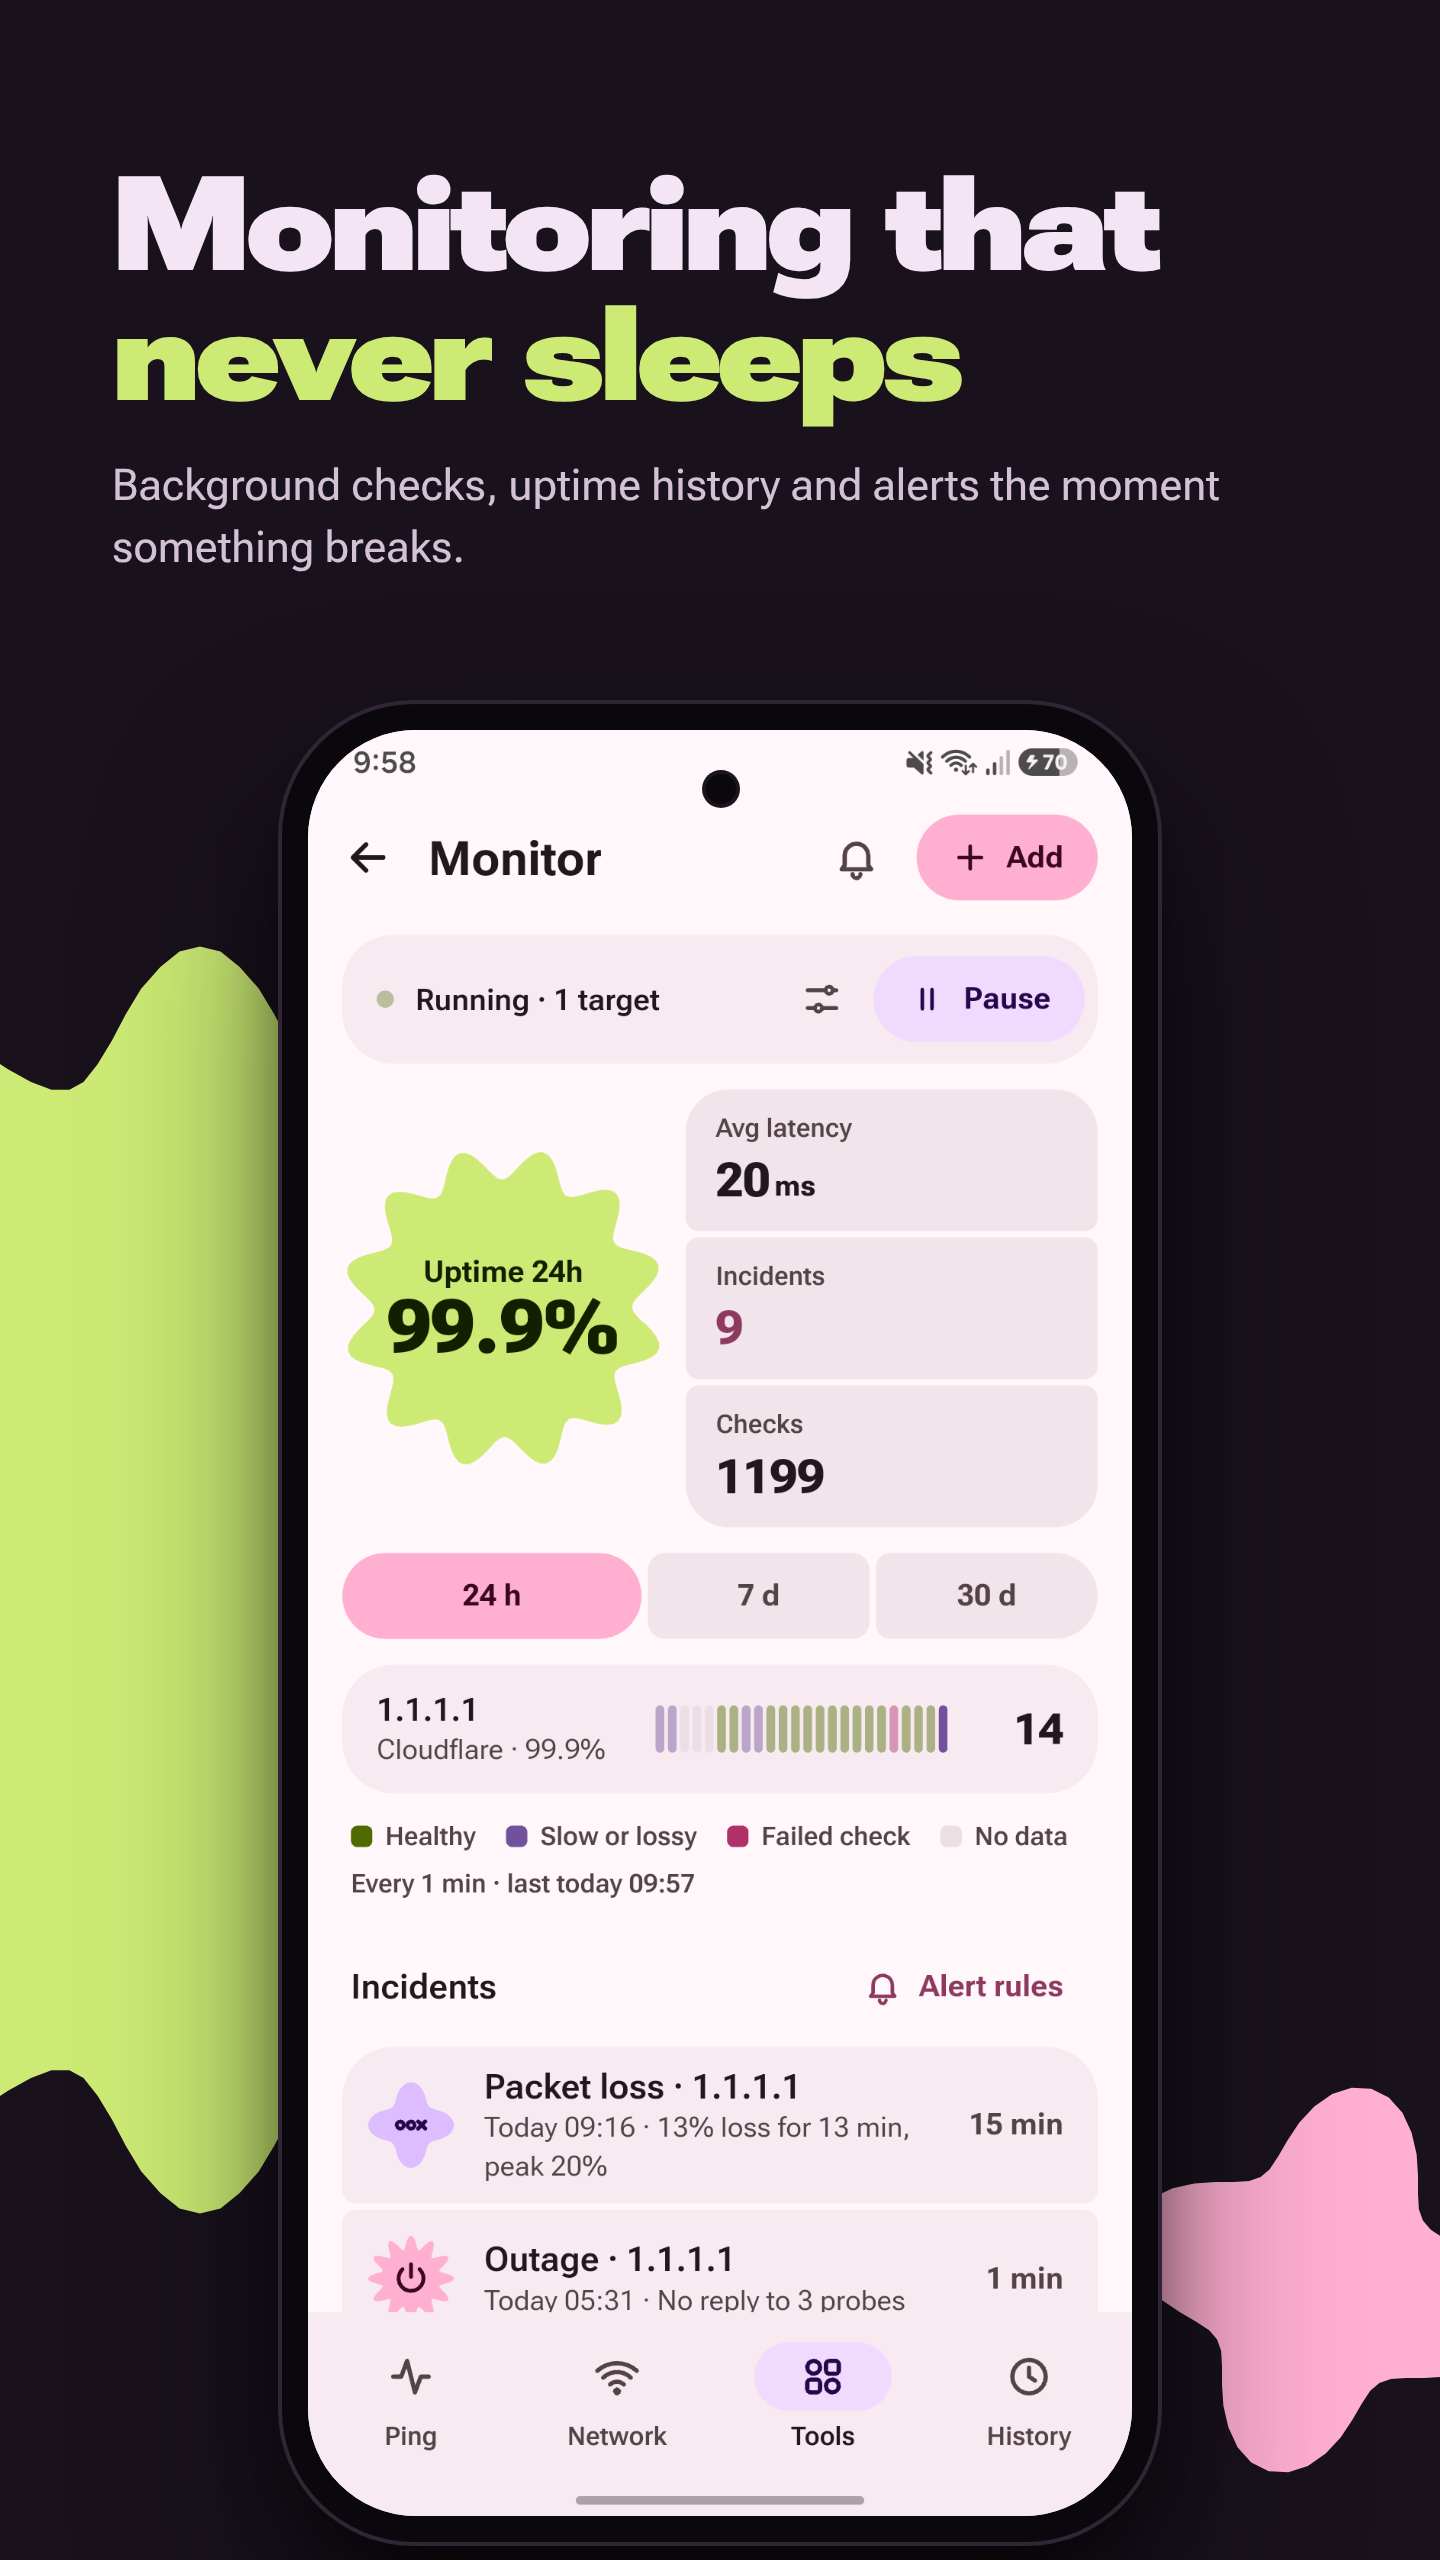 Monitoring that
never sleeps
Background checks, uptime history and alerts the moment
something breaks.
9:58
70
Monitor
Add
Running · 1 target
Pause
Uptime 24h
99.9%
Avg latency
20 ms
Incidents
9
Checks
1199
24 h
7 d
30 d
1.1.1.1
Cloudflare · 99.9%
14
Healthy
Slow or lossy
Failed check
No data
Every 1 min · last today 09:57
Incidents
Alert rules
Packet loss · 1.1.1.1
Today 09:16 · 13% loss for 13 min,
peak 20%
15 min
Outage · 1.1.1.1
Today 05:31 · No reply to 3 probes
1 min
Ping
Network
Tools
History